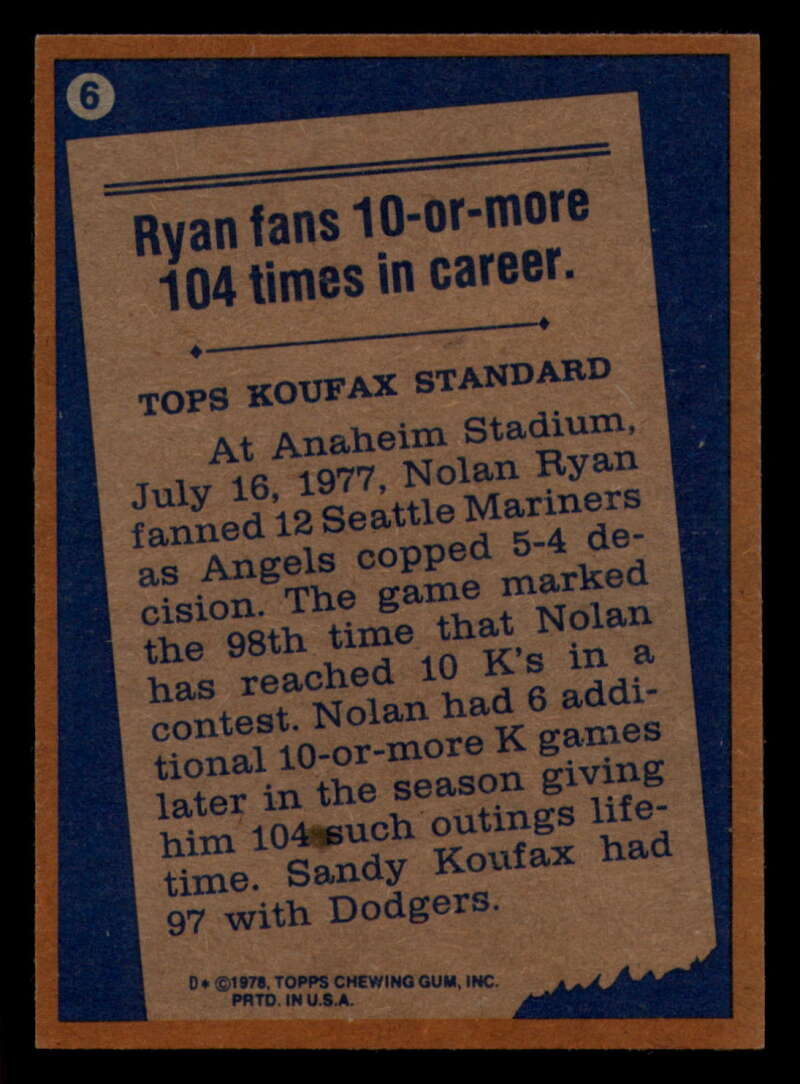 6
Ryan fans 10-or-more
104 times in career.
TOPS KOUFAX STANDARD
At Anaheim Stadium,
July 16, 1977, Nolan Ryan
fanned 12 Seattle Mariners
as Angels copped 5-4 de-
cision. The game marked
the 98th time that Nolan
has reached 10 K's in a
contest. Nolan had 6 addi-
tional 10-or-more K games
later in the season giving
him 104 such outings life-
time. Sandy Koufax had
97 with Dodgers.
D* ©1978, TOPPS CHEWING GUM, INC.
PRTD. IN U.S.A.